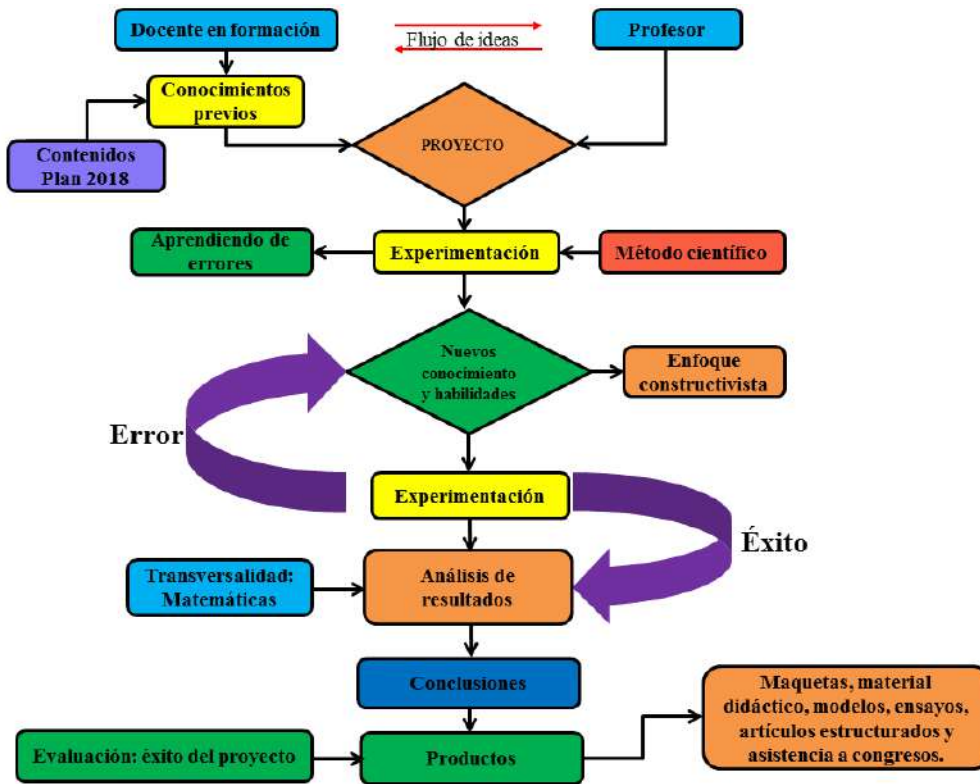 Docente en formación
Flujo de ideas
Profesor
Conocimientos
previos
PROYECTO
Contenidos
Plan 2018
Aprendiendo de
errores
Experimentación
Método científico
Nuevos
conocimiento
y habilidades
Enfoque
constructivista
Error
Experimentación
Éxito
Transversalidad:
Matemáticas
Análisis de
resultados
Conclusiones
Maquetas, material
didáctico, modelos, ensayos,
artículos estructurados y
asistencia a congresos.
Evaluación: éxito del proyecto
Productos